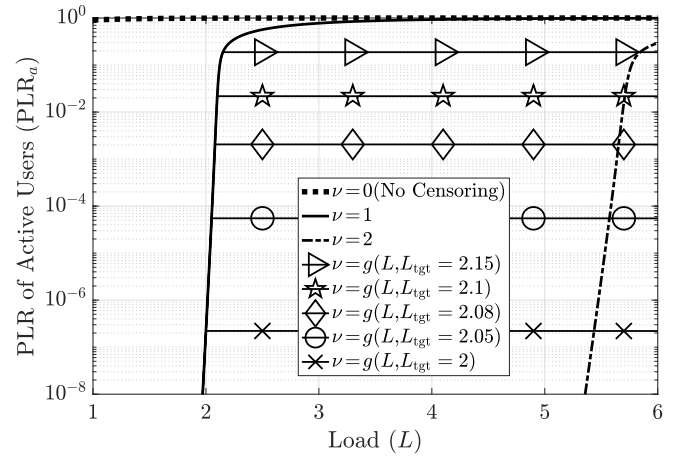 10^0
10^−2
10^−4
10^−6
10^−8
PLR of Active Users (PLR_a)
ν=0(No Censoring)
ν=1
ν=2
ν=g(L,L_tgt = 2.15)
ν=g(L,L_tgt = 2.1)
ν=g(L,L_tgt = 2.08)
ν=g(L,L_tgt = 2.05)
ν=g(L,L_tgt = 2)
1 2 3 4 5 6
Load (L)